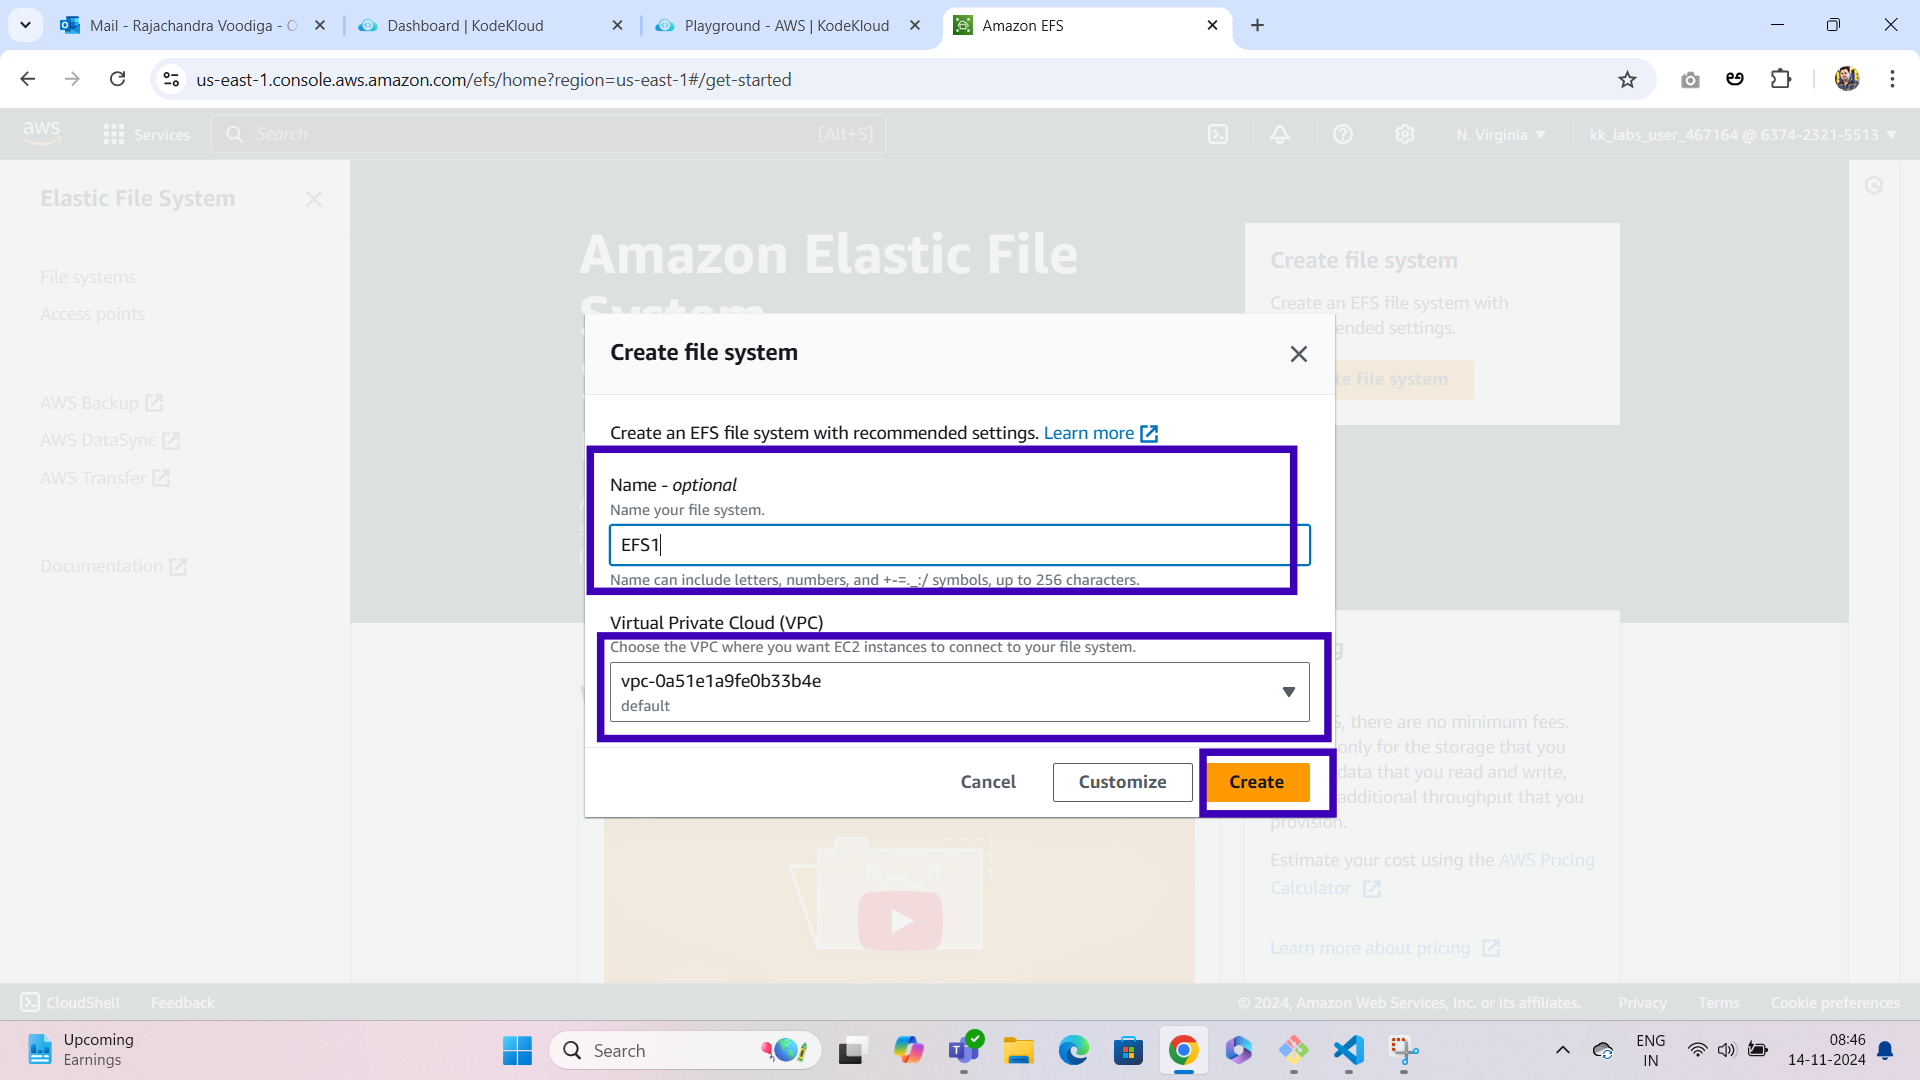 Mail - Rajachandra Voodiga - O
Dashboard | KodeKloud
Playground - AWS | KodeKloud
Amazon EFS
us-east-1.console.aws.amazon.com/efs/home?region=us-east-1#/get-started
aws
Services
Search
[Alt+S]
N. Virginia
kk_labs_user_467164 @ 6374-2321-5513
Elastic File System
File systems
Access points
AWS Backup
AWS DataSync
AWS Transfer
Documentation
Amazon Elastic File
System
Create file system
Create an EFS file system with
ended settings.
te file system
Create file system
Create an EFS file system with recommended settings. Learn more
Name - optional
Name your file system.
EFS1
Name can include letters, numbers, and +-=._:/ symbols, up to 256 characters.
Virtual Private Cloud (VPC)
Choose the VPC where you want EC2 instances to connect to your file system.
vpc-0a51e1a9fe0b33b4e
default
Cancel
Customize
Create
g
S, there are no minimum fees.
only for the storage that you
data that you read and write,
additional throughput that you
provision.
Estimate your cost using the AWS Pricing
Calculator
Learn more about pricing
CloudShell
Feedback
© 2024, Amazon Web Services, Inc. or its affiliates.
Privacy
Terms
Cookie preferences
Upcoming
Earnings
Search
ENG
IN
08:46
14-11-2024